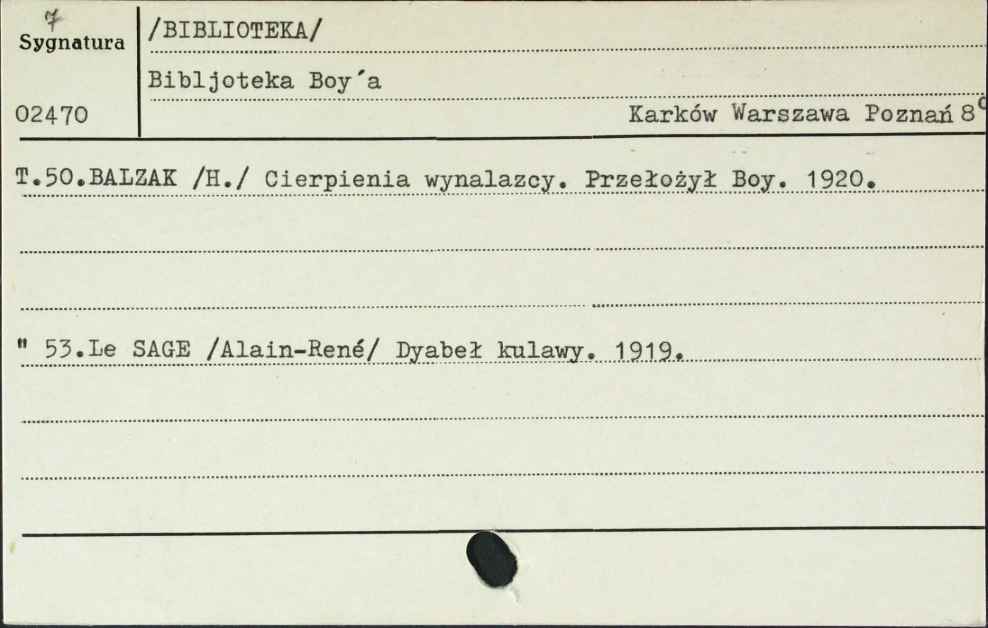 7
Sygnatura
/BIBLIOTEKA/
Bibljoteka Boy´a
02470
Karków Warszawa Poznań 8°
T.50.BALZAK /H./ Cierpienia wynalazcy. Przełożył Boy. 1920.
" 53.Le SAGE /Alain-René/ Dyabeł kulawy. 1919.